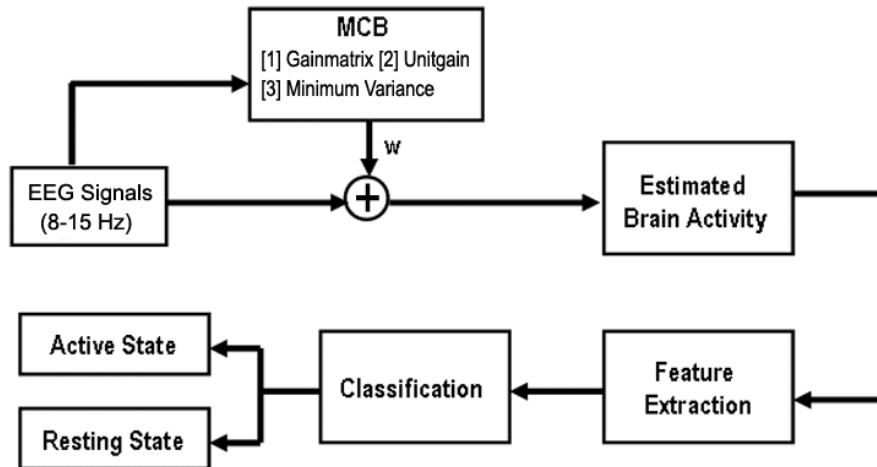 MCB
[1] Gainmatrix [2] Unitgain
[3] Minimum Variance
w
EEG Signals
(8-15 Hz)
+
Estimated
Brain Activity
Active State
Resting State
Classification
Feature
Extraction